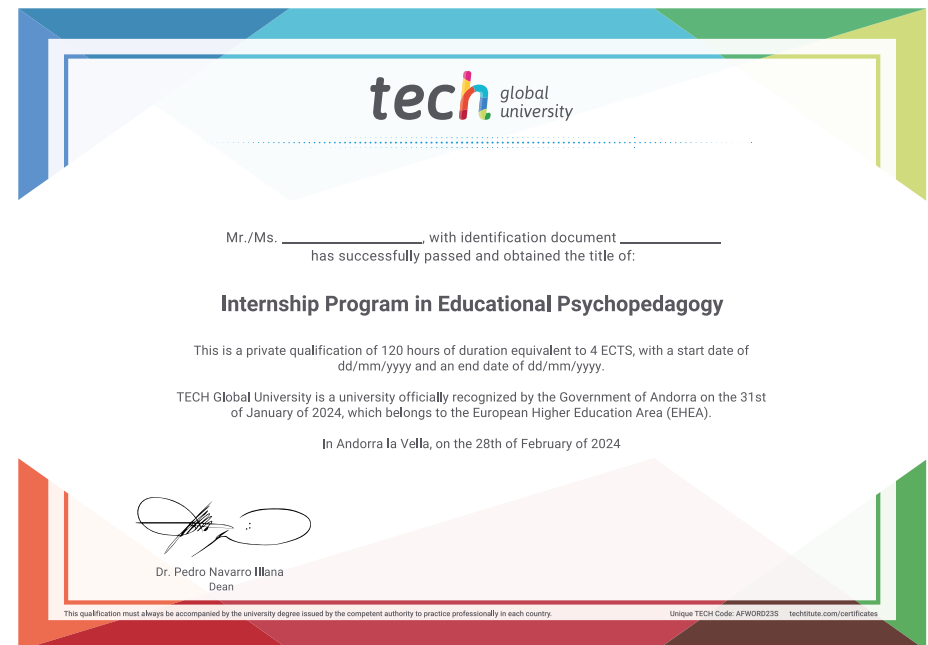 tech global university
Mr./Ms. ____________, with identification document ____________
has successfully passed and obtained the title of:
Internship Program in Educational Psychopedagogy
This is a private qualification of 120 hours of duration equivalent to 4 ECTS, with a start date of
dd/mm/yyyy and an end date of dd/mm/yyyy.
TECH Global University is a university officially recognized by the Government of Andorra on the 31st
of January of 2024, which belongs to the European Higher Education Area (EHEA).
In Andorra la Vella, on the 28th of February of 2024
Dr. Pedro Navarro Illana
Dean
This qualification must always be accompanied by the university degree issued by the competent authority to practice professionally in each country.
Unique TECH Code: AFWORD23S techtitute.com/certificates